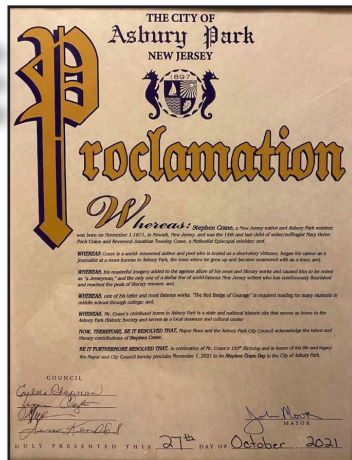 THE CITY OF
Asbury Park
NEW JERSEY
1897
Proclamation
Whereas: Stephen Crane, a New Jersey native and Asbury Park resident
was born on November 1,1871, in Newark, New Jersey, and was the 14th and last child of writer/suffragist Mary Helen
Peck-Crane and Reverend Jonathan Townley Crane, a Methodist Episcopal minister; and,
WHEREAS Crane is a world-renowned author and poet who is touted as a short-story virtuoso, began his career as a
journalist at a news bureau in Asbury Park, the town where he grew up and became enamored with as a teen; and,
WHEREAS, his masterful imagery added to the ageless allure of his news and literary works and caused him to be noted
as "a Jerseyman," and the only one of a stellar few of world-famous New Jersey writers who has continuously flourished
and reached the peak of literary renown; and,
WHEREAS, one of his latter and most famous works, "The Red Badge of Courage" is required reading for many students in
middle school through college; and,
WHEREAS, Mr. Crane's childhood home in Asbury Park is a state and national historic site that serves as home to the
Asbury Park Historic Society and serves as a local museum and cultural center
NOW, THEREFORE, BE IT RESOLVED THAT, Mayor Moor and the Asbury Park City Council acknowledge the talent and
literary contributions of Stephen Crane.
BE IT FURTHERMORE RESOLVED THAT, in celebration of Mr. Crane's 150th Birthday and in honor of his life and legacy
the Mayor and City Council hereby proclaim November 1, 2021 to be Stephen Crane Day in the City of Asbury Park.
COUNCIL
John Moor
MAYOR
DULY PRESENTED THIS 27th DAY OF October 2021